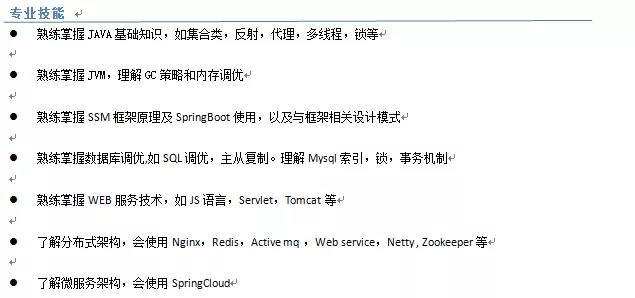 专业技能
熟练掌握 JAVA 基础知识，如集合类，反射，代理，多线程，锁等
熟练掌握 JVM，理解 GC 策略和内存调优
熟练掌握 SSM 框架原理及 SpringBoot 使用，以及与框架相关设计模式
熟练掌握数据库调优,如 SQL 调优，主从复制。理解 Mysql 索引，锁，事务机制
熟练掌握 WEB 服务技术，如 JS 语言，Servlet，Tomcat 等
了解分布式架构，会使用 Nginx，Redis，Active mq ，Web service，Netty , Zookeeper 等
了解微服务架构，会使用 SpringCloud